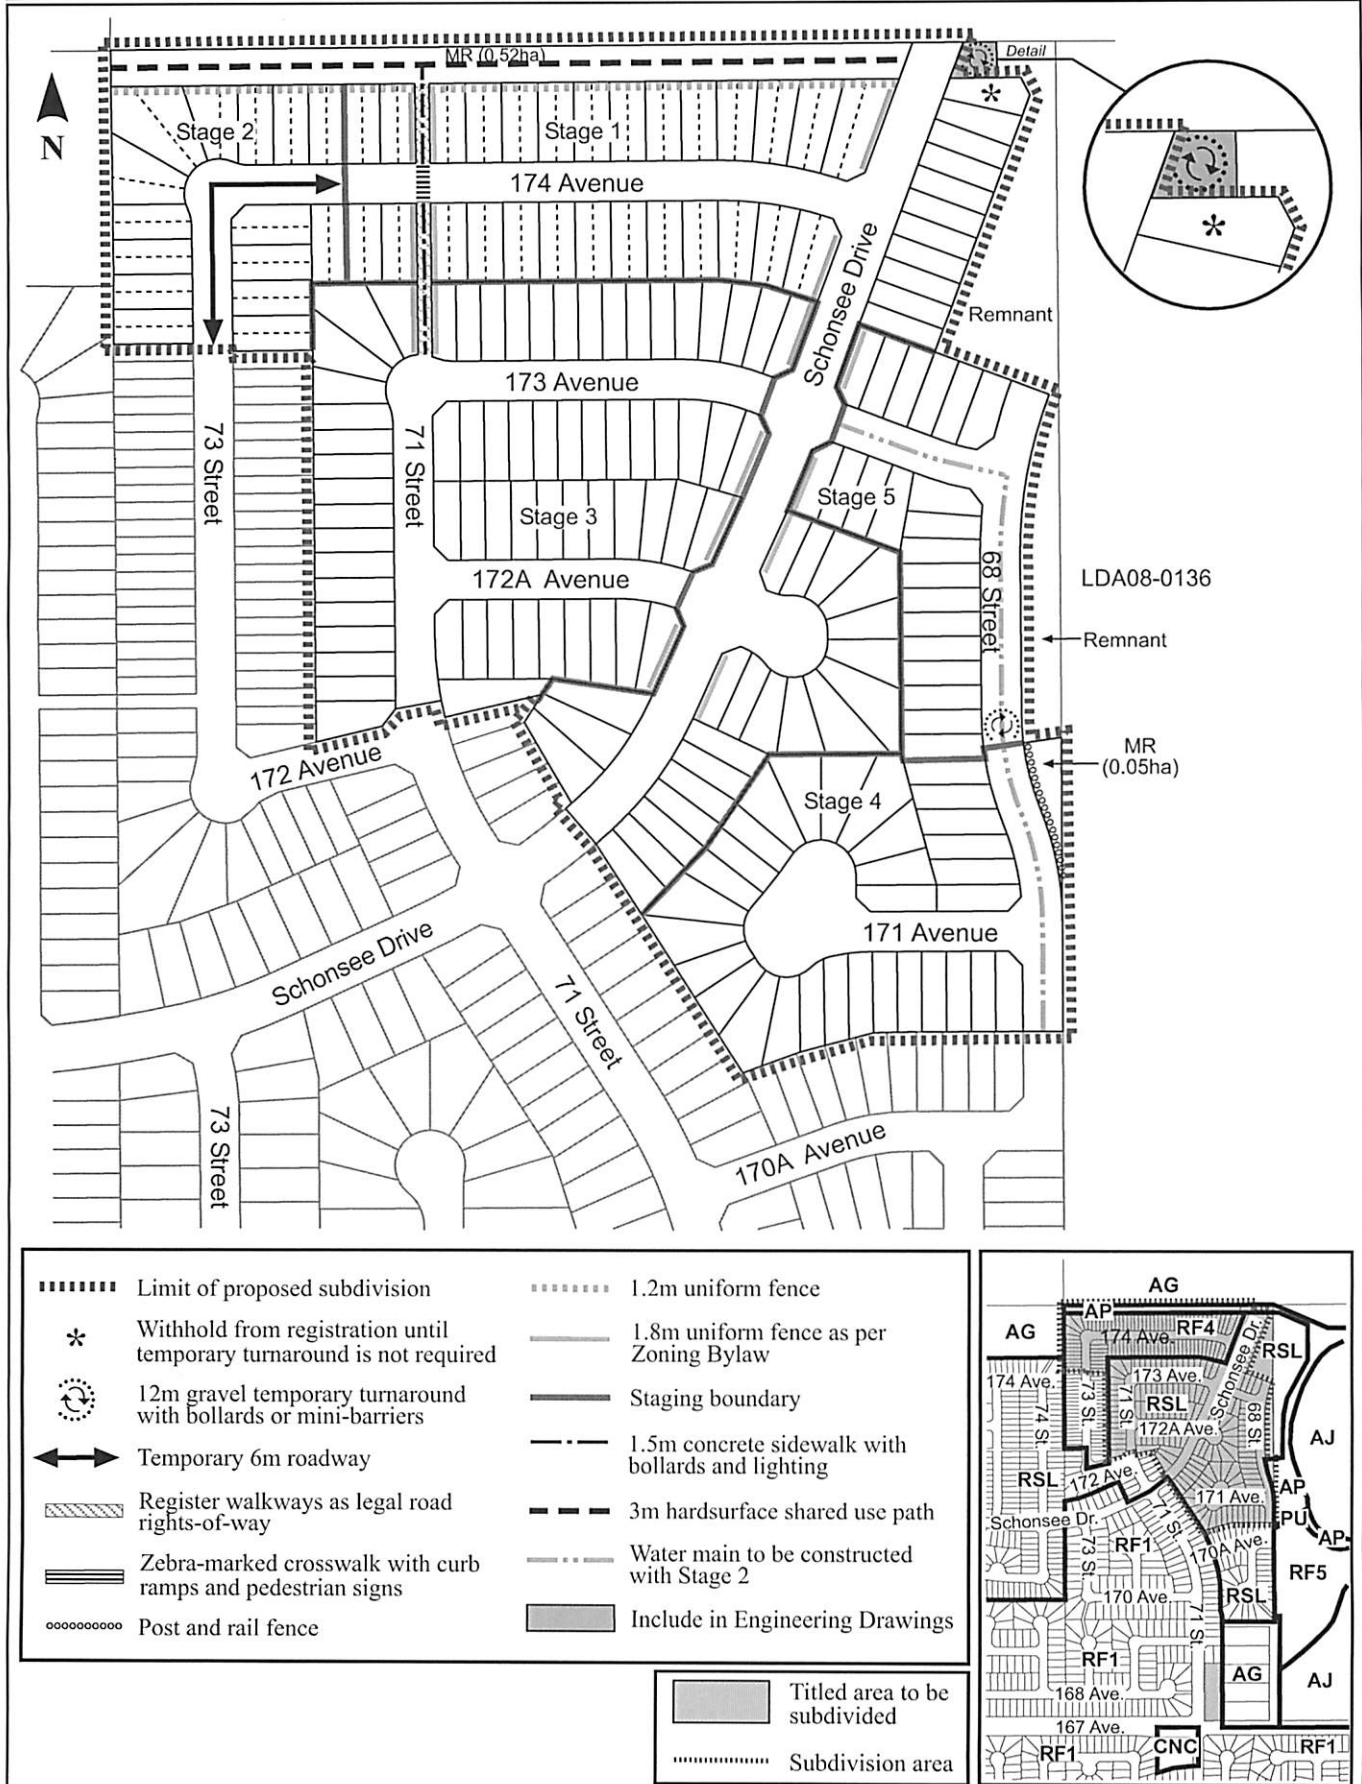 MR (0.52ha)
Detail
N
Stage 2
Stage 1
174 Avenue
Schonsee Drive
Remnant
173 Avenue
73 Street
71 Street
Stage 5
Stage 3
172A Avenue
68 Street
LDA08-0136
Remnant
MR
(0.05ha)
172 Avenue
Stage 4
171 Avenue
Schonsee Drive
71 Street
73 Street
170A Avenue
Limit of proposed subdivision
Withhold from registration until
temporary turnaround is not required
12m gravel temporary turnaround
with bollards or mini-barriers
Temporary 6m roadway
Register walkways as legal road
rights-of-way
Zebra-marked crosswalk with curb
ramps and pedestrian signs
Post and rail fence
1.2m uniform fence
1.8m uniform fence as per
Zoning Bylaw
Staging boundary
1.5m concrete sidewalk with
bollards and lighting
3m hardsurface shared use path
Water main to be constructed
with Stage 2
Include in Engineering Drawings
Titled area to be
subdivided
Subdivision area
AG
AP
AG
RF4
174 Ave.
Schonsee Dr.
RSL
174 Ave.
173 Ave.
73 St.
71 St.
RSL
74 St.
68 St.
172A Ave.
AJ
RSL
172 Ave.
171 Ave.
AP
PU
AP
Schonsee Dr.
71 St.
73 St.
RF1
170A Ave.
RF5
170 Ave.
RSL
71 St.
RF1
AG
AJ
168 Ave.
167 Ave.
RF1
CNC
RF1